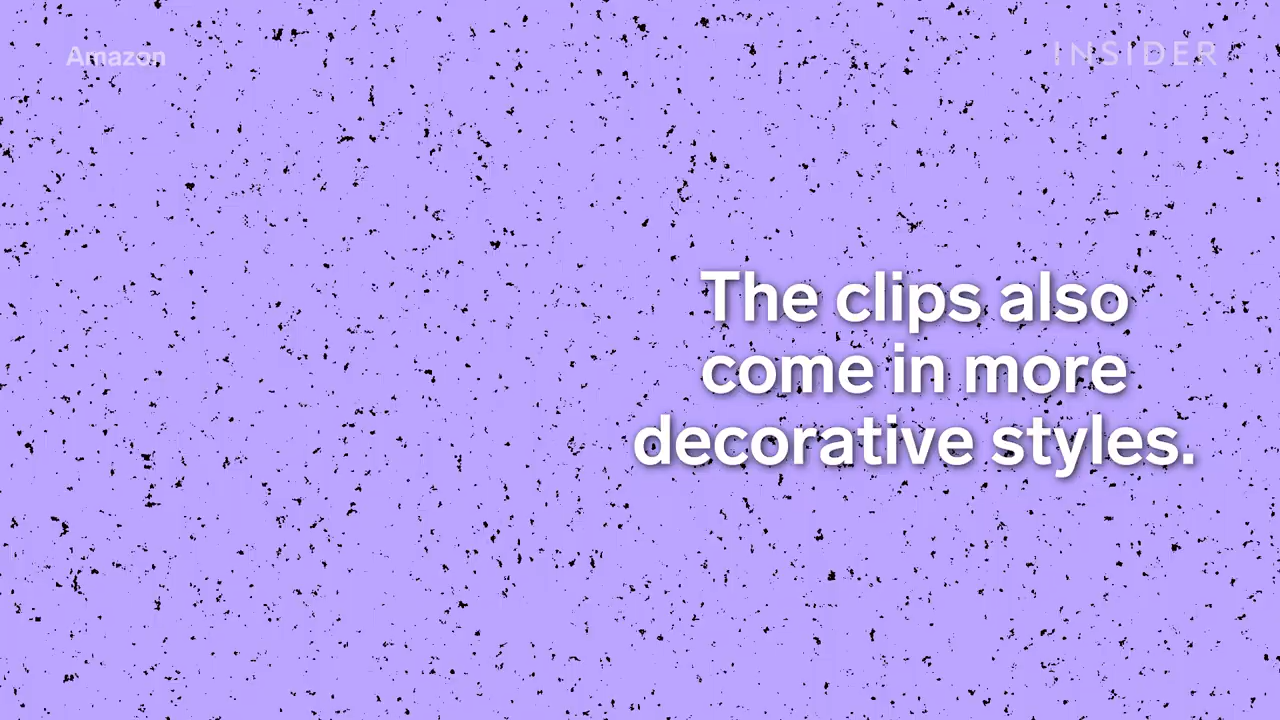 Amazon
INSIDER
The clips also
come in more
decorative styles.